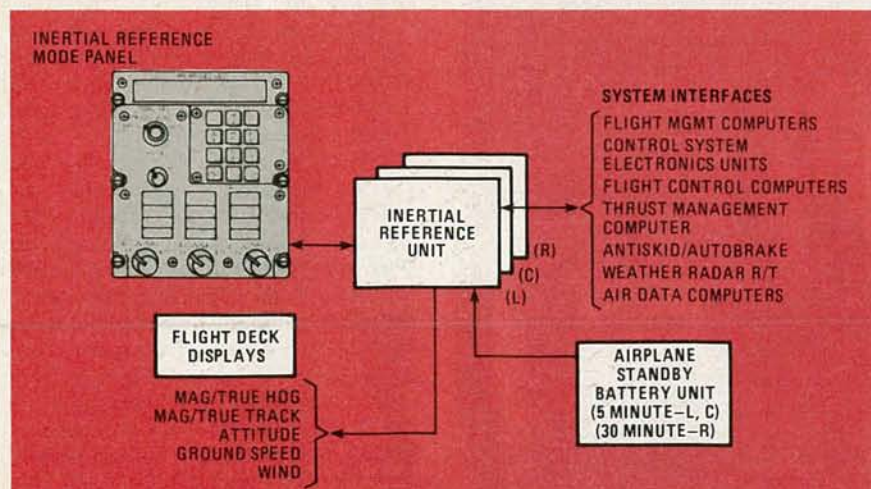 INERTIAL REFERENCE
MODE PANEL
SYSTEM INTERFACES
FLIGHT MGMT COMPUTERS
CONTROL SYSTEM
ELECTRONICS UNITS
FLIGHT CONTROL COMPUTERS
THRUST MANAGEMENT
COMPUTER
ANTISKID/AUTOBRAKE
WEATHER RADAR R/T
AIR DATA COMPUTERS
INERTIAL
REFERENCE
UNIT
(R)
(C)
(L)
FLIGHT DECK
DISPLAYS
MAG/TRUE HDG
MAG/TRUE TRACK
ATTITUDE
GROUND SPEED
WIND
AIRPLANE
STANDBY
BATTERY UNIT
(5 MINUTE–L, C)
(30 MINUTE–R)